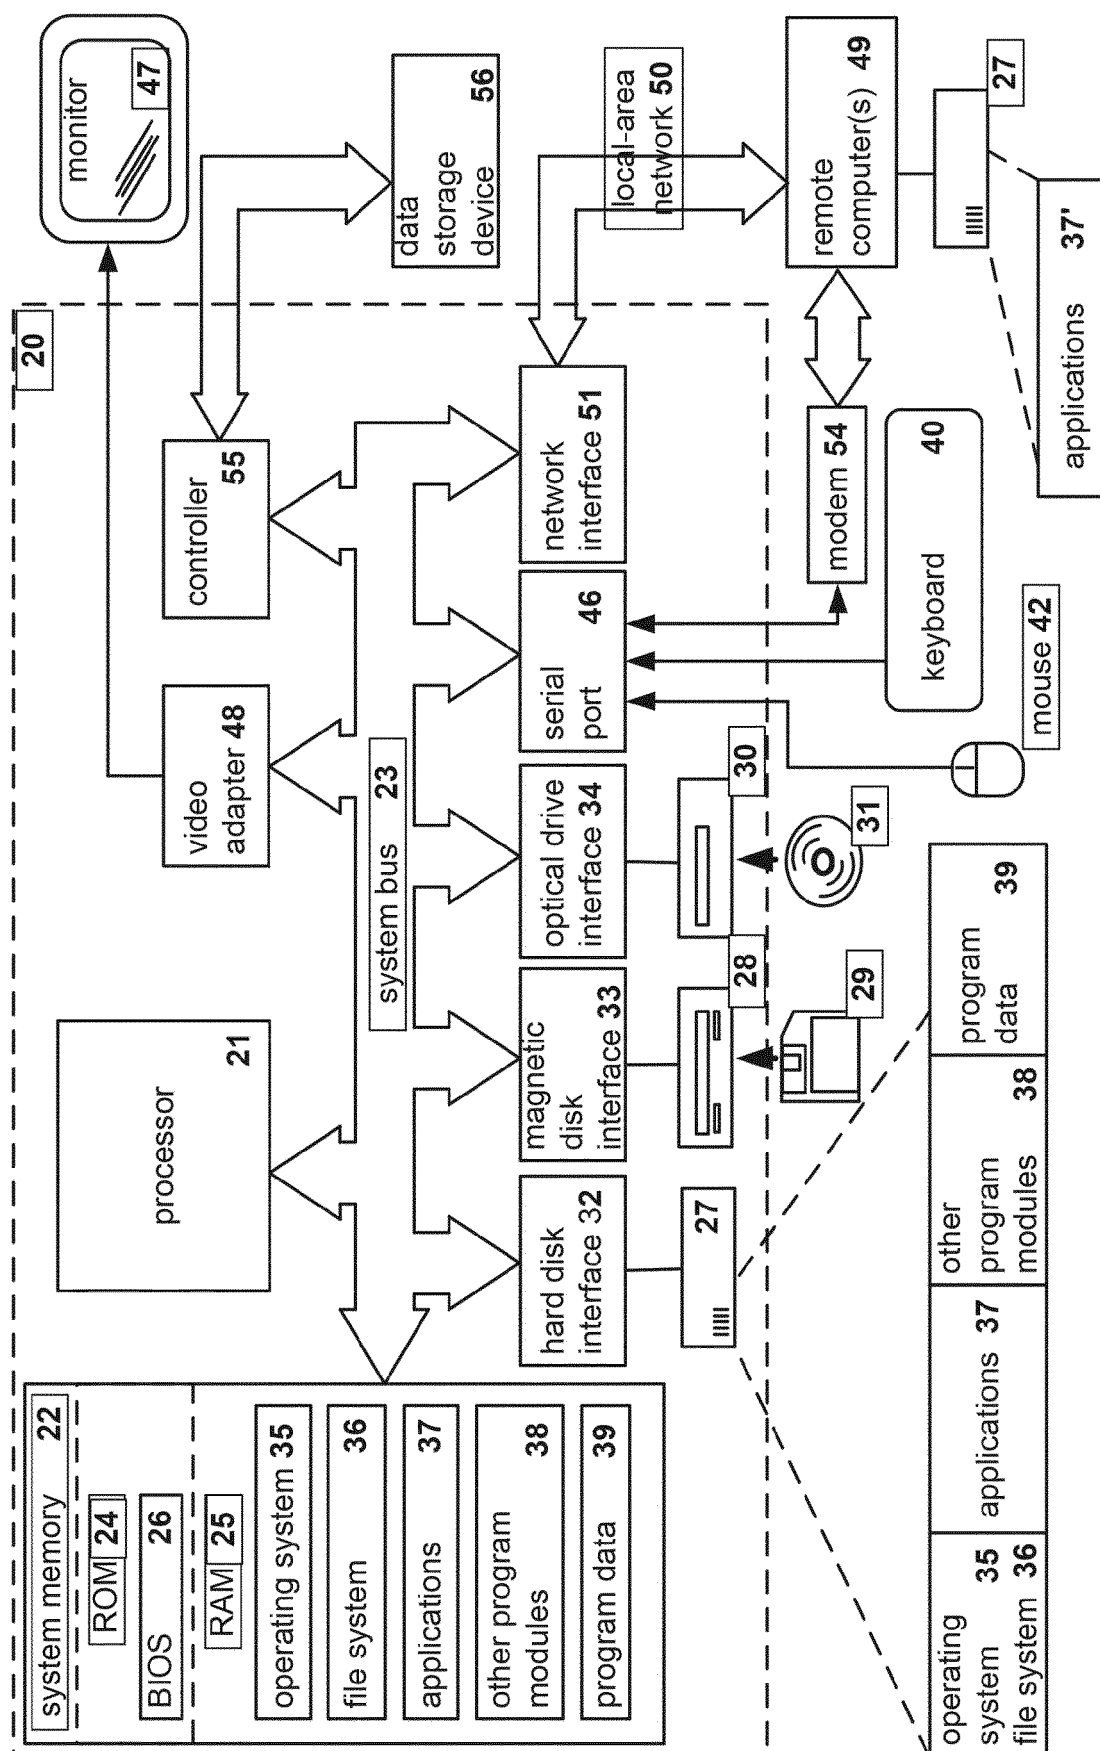 system memory 22
ROM 24
BIOS 26
RAM 25
operating system 35
file system 36
applications 37
other program
modules 38
program data 39
20
processor
21
video
adapter 48
controller
55
monitor
47
system bus 23
data
storage
device
56
hard disk
interface 32
magnetic
disk
interface 33
optical drive
interface 34
serial
port
46
network
interface 51
local-area
network 50
27
28
30
29
31
modem 54
remote
computer(s) 49
27
keyboard
40
mouse 42
applications 37'
operating
system 35
file system 36
applications 37
other
program
modules 38
program
data 39